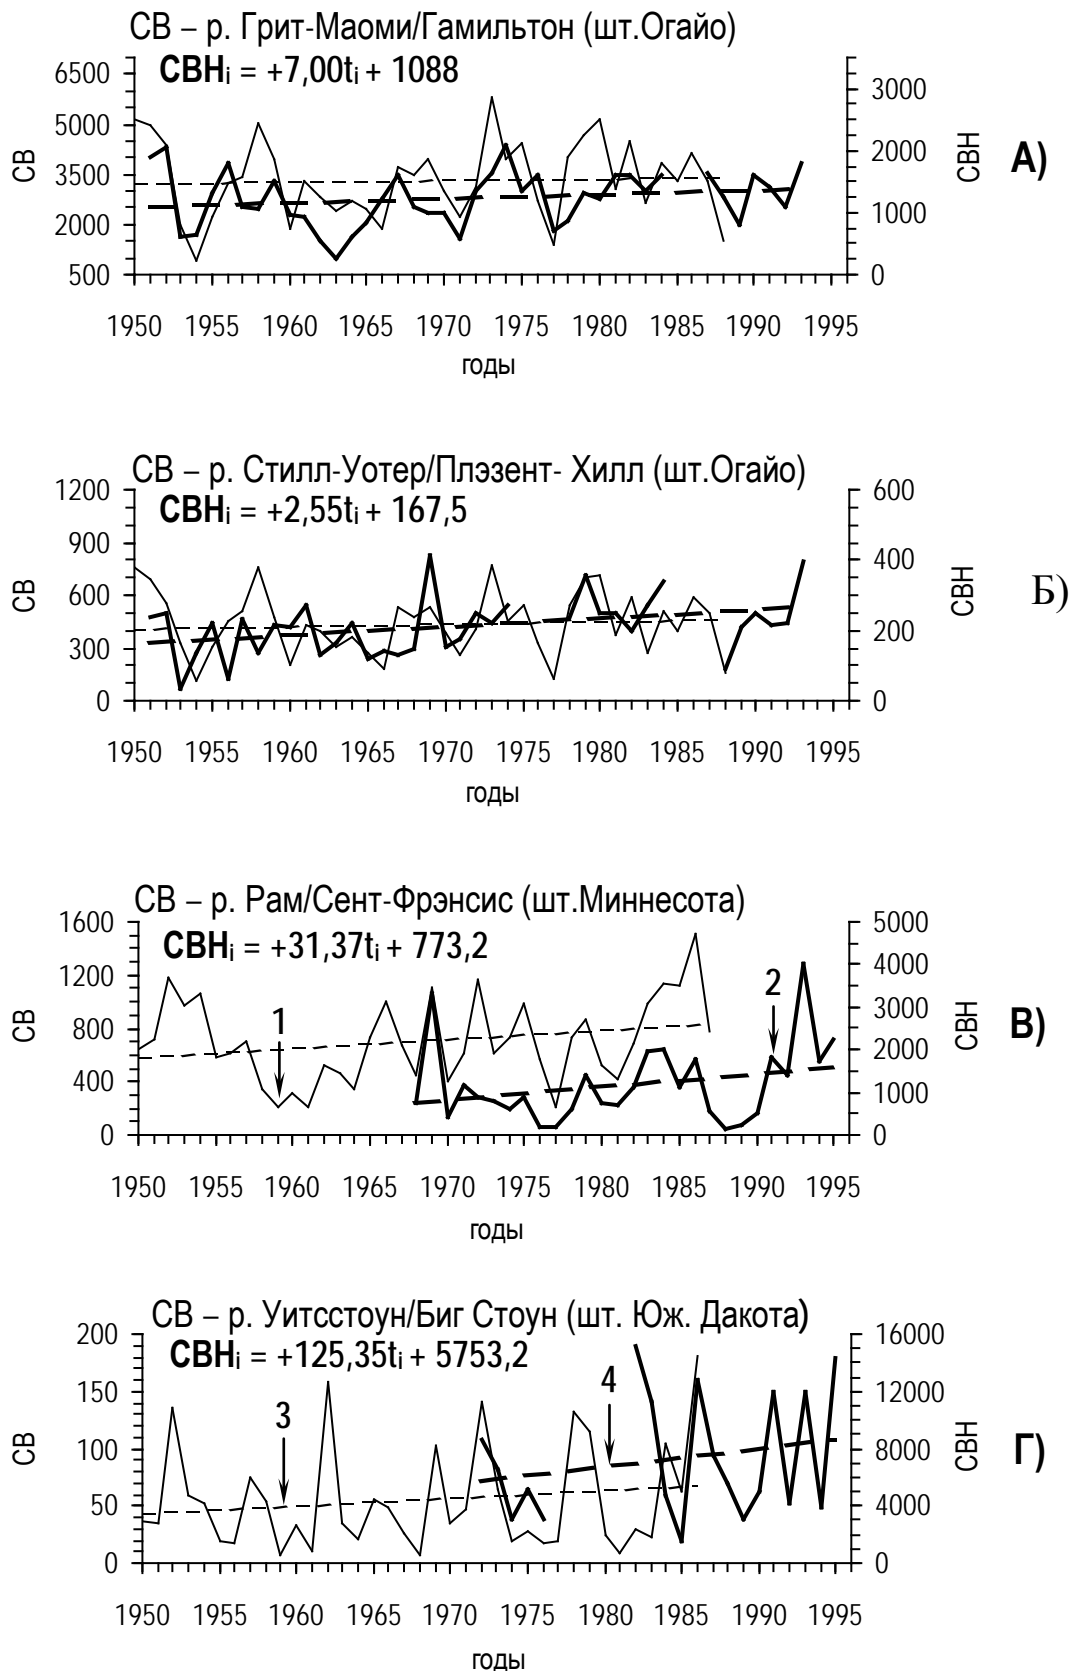 СВ – р. Грит-Маоми/Гамильтон (шт.Огайо)
СВНi = +7,00ti + 1088
6500
5000
3500
2000
500
СВ
3000
2000
1000
0
СВН
А)
1950 1955 1960 1965 1970 1975 1980 1985 1990 1995
годы
СВ – р. Стилл-Уотер/Плэзент- Хилл (шт.Огайо)
СВНi = +2,55ti + 167,5
1200
900
600
300
0
СВ
600
400
200
0
СВН
Б)
1950 1955 1960 1965 1970 1975 1980 1985 1990 1995
годы
СВ – р. Рам/Сент-Фрэнсис (шт.Миннесота)
СВНi = +31,37ti + 773,2
1600
1200
800
400
0
СВ
1
2
5000
4000
3000
2000
1000
0
СВН
В)
1950 1955 1960 1965 1970 1975 1980 1985 1990 1995
годы
СВ – р. Уитсстоун/Биг Стоун (шт. Юж. Дакота)
СВНi = +125,35ti + 5753,2
200
150
100
50
0
СВ
3
4
16000
12000
8000
4000
0
СВН
Г)
1950 1955 1960 1965 1970 1975 1980 1985 1990 1995
годы